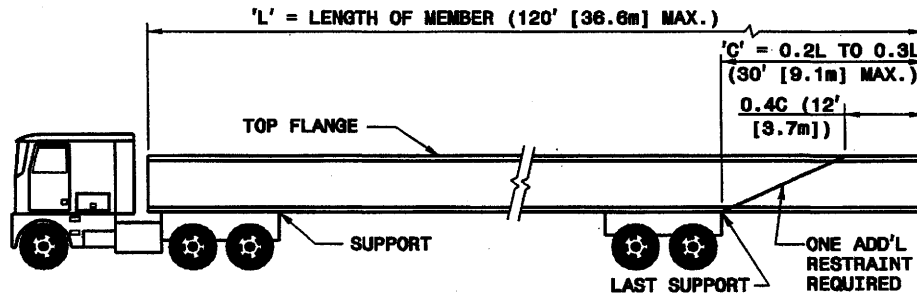 'L' = LENGTH OF MEMBER (120' [36.6m] MAX.)
'C' = 0.2L TO 0.3L
(30' [9.1m] MAX.)
0.4C (12'
[3.7m])
TOP FLANGE
SUPPORT
LAST SUPPORT
ONE ADD'L
RESTRAINT
REQUIRED